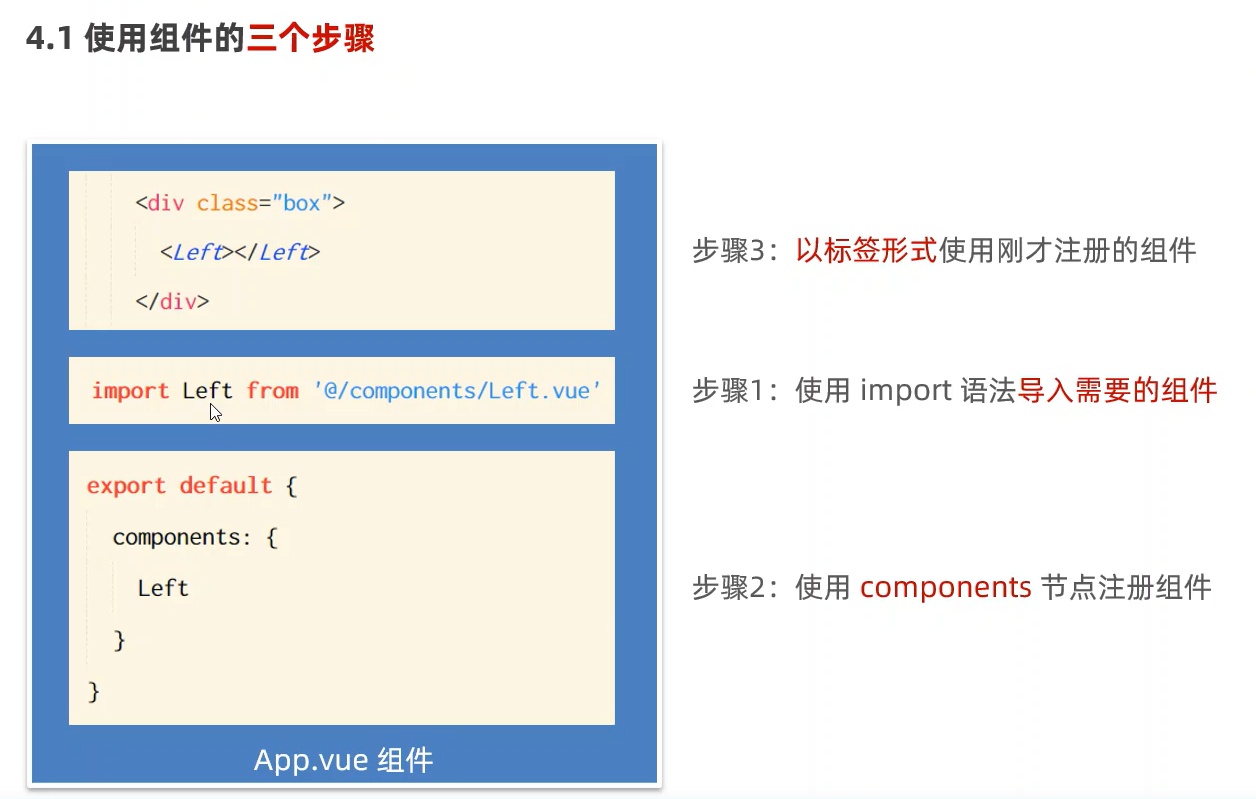 4.1 使用组件的三个步骤
<div class="box">
<Left></Left>
</div>
步骤3：以标签形式使用刚才注册的组件
import Left from '@/components/Left.vue'
步骤1：使用 import 语法导入需要的组件
export default {
components: {
Left
}
}
步骤2：使用 components 节点注册组件
App.vue 组件